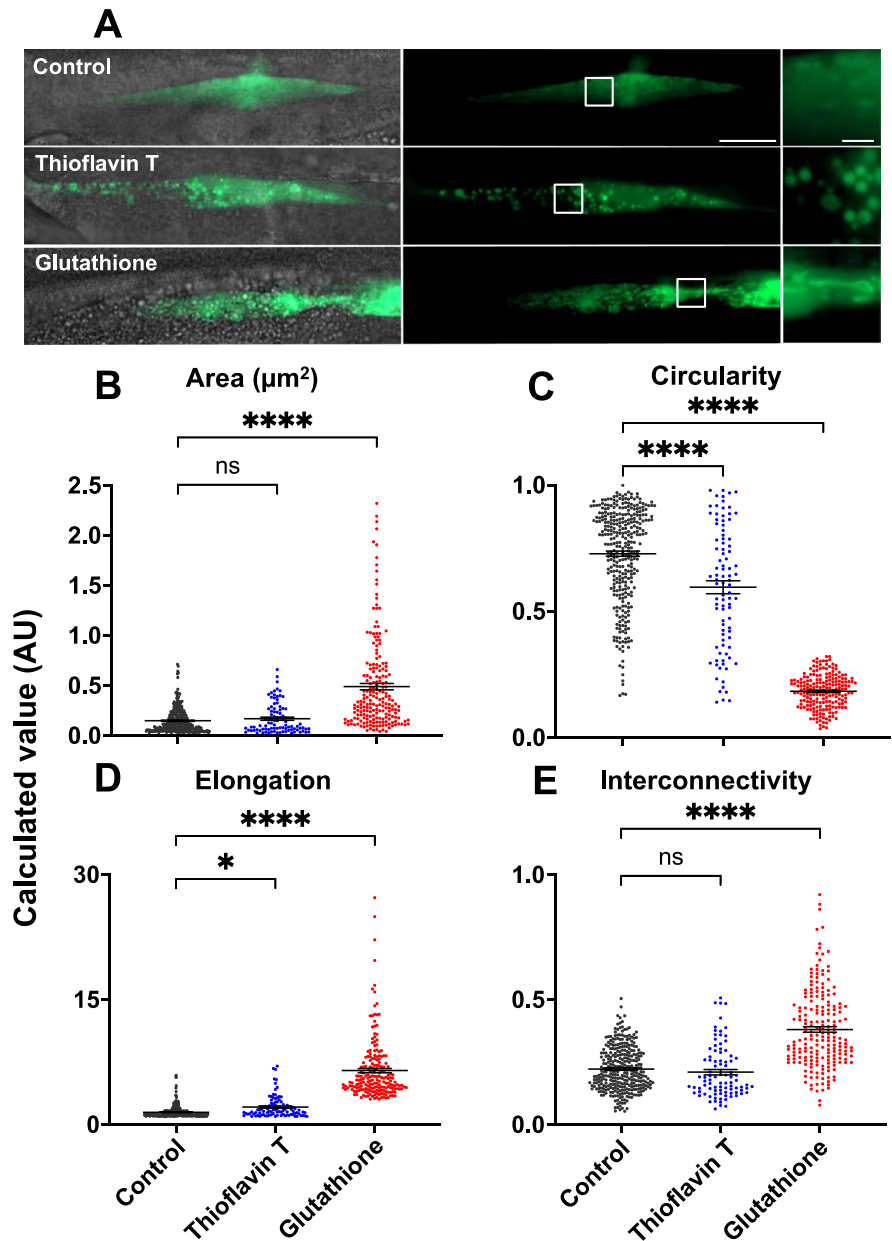 A
Control
Thioflavin T
Glutathione
B Area (µm²)
****
ns
2.5
2.0
1.5
1.0
0.5
0.0
C Circularity
****
****
1.0
0.5
0.0
Calculated value (AU)
D Elongation
****
*
30
15
0
Control
Thioflavin T
Glutathione
E Interconnectivity
****
ns
1.0
0.5
0.0
Control
Thioflavin T
Glutathione